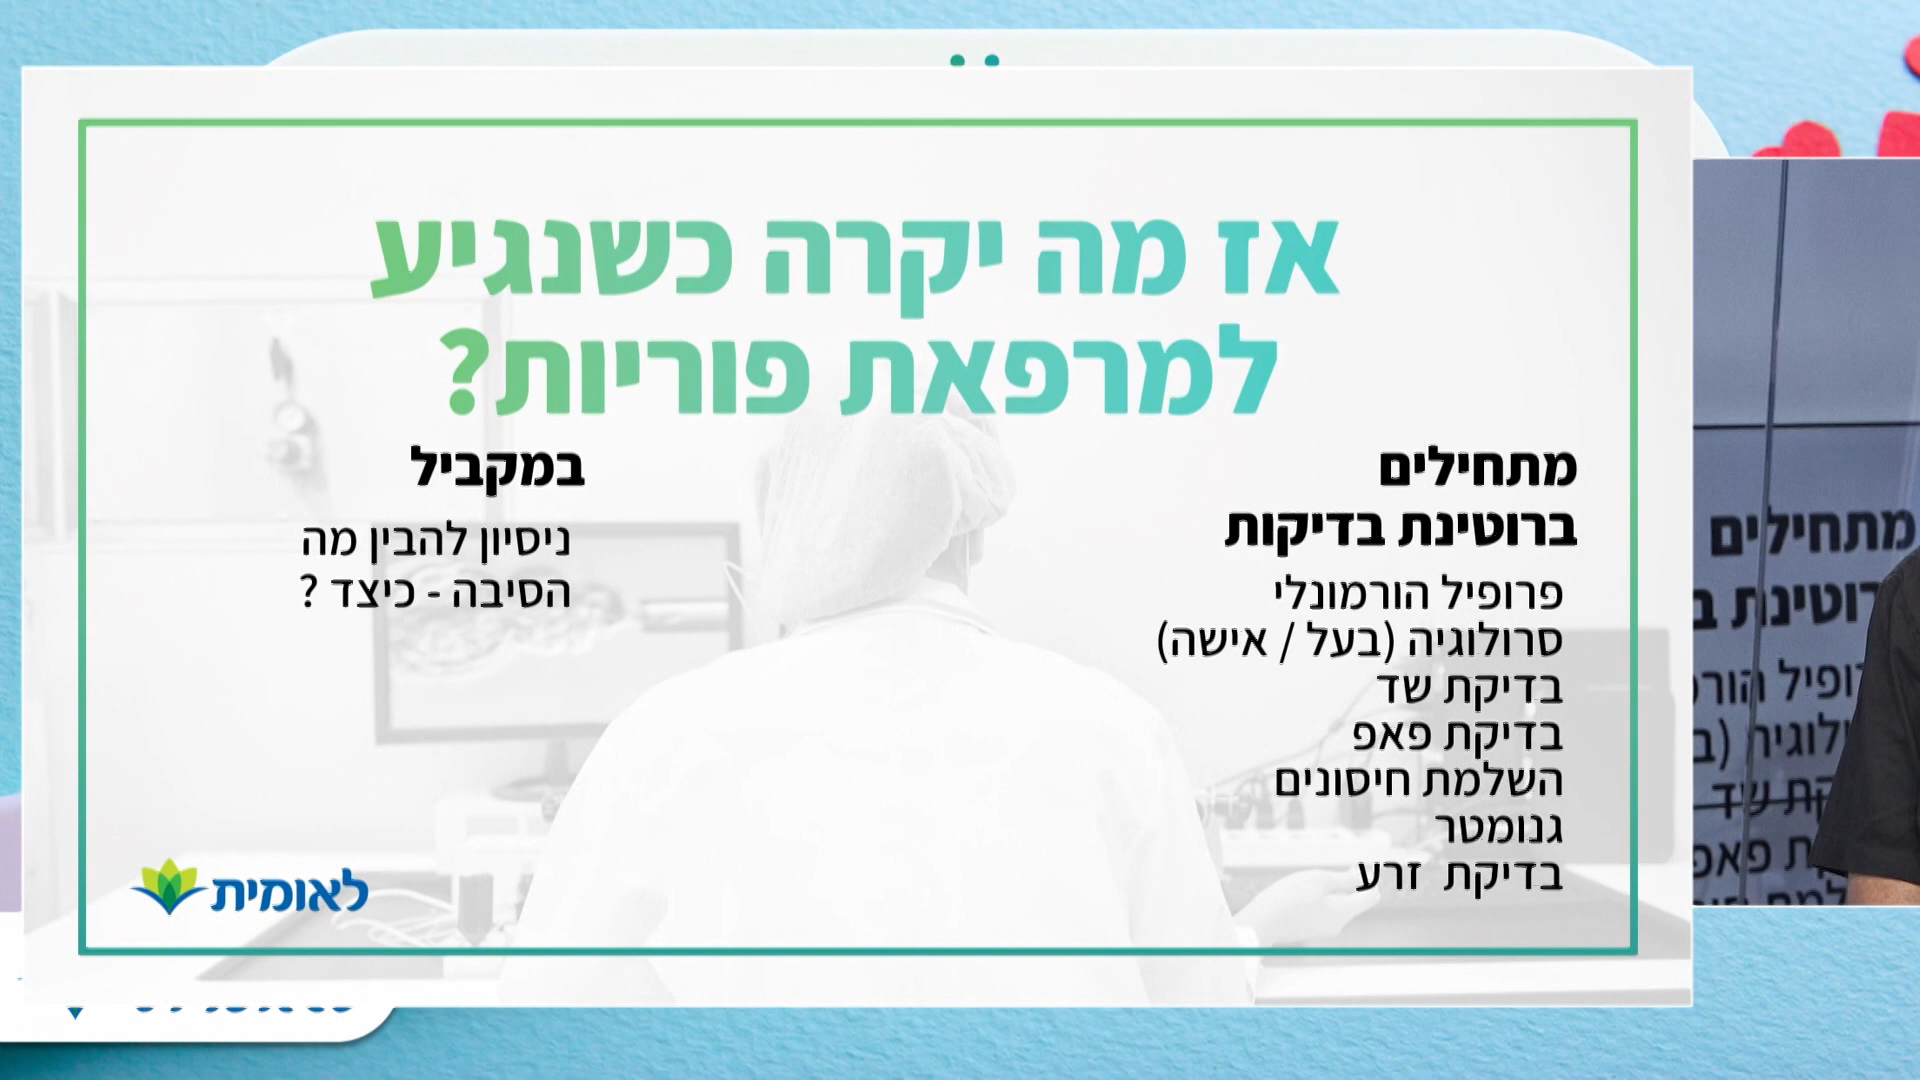 אז מה יקרה כשנגיע
למרפאת פוריות?
מתחילים
ברוטינת בדיקות
פרופיל הורמונלי
סרולוגיה (בעל / אישה)
בדיקת שד
בדיקת פאפ
השלמת חיסונים
גנומטר
בדיקת זרע
במקביל
ניסיון להבין מה
הסיבה - כיצד ?
לאומית
מתחילים